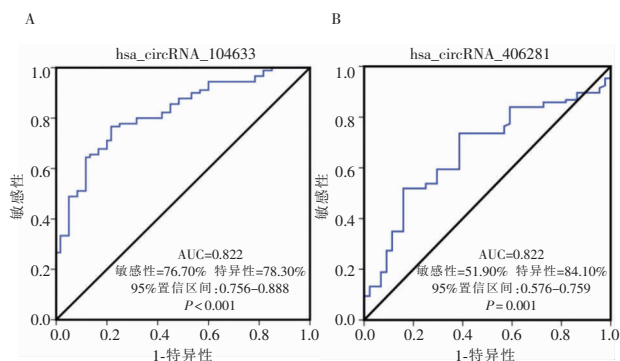 A
hsa_circRNA_104633
1.0
0.8
0.6
0.4
0.2
0.0
敏感性
AUC=0.822
敏感性=76.70% 特异性=78.30%
95%置信区间:0.756-0.888
P<0.001
0.0 0.2 0.4 0.6 0.8 1.0
1-特异性
B
hsa_circRNA_406281
1.0
0.8
0.6
0.4
0.2
0.0
敏感性
AUC=0.822
敏感性=51.90% 特异性=84.10%
95%置信区间:0.576-0.759
P=0.001
0.0 0.2 0.4 0.6 0.8 1.0
1-特异性